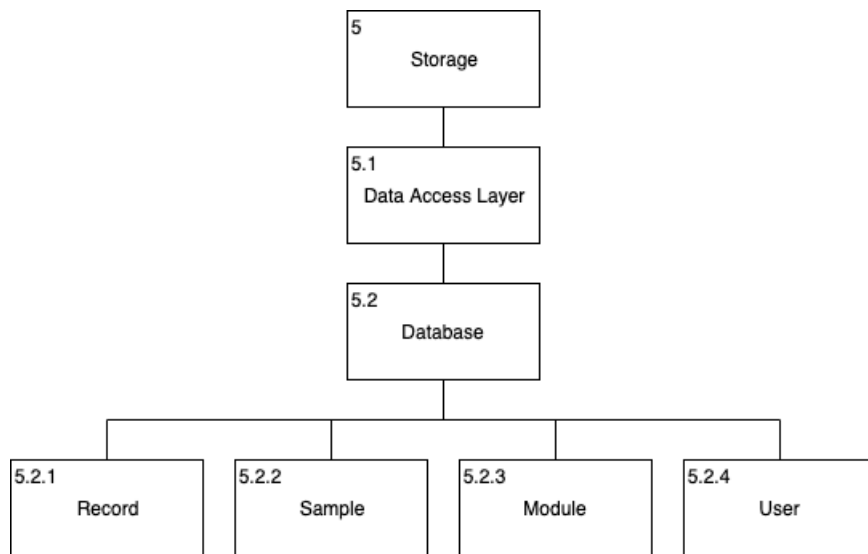 5
Storage
5.1
Data Access Layer
5.2
Database
5.2.1
Record
5.2.2
Sample
5.2.3
Module
5.2.4
User